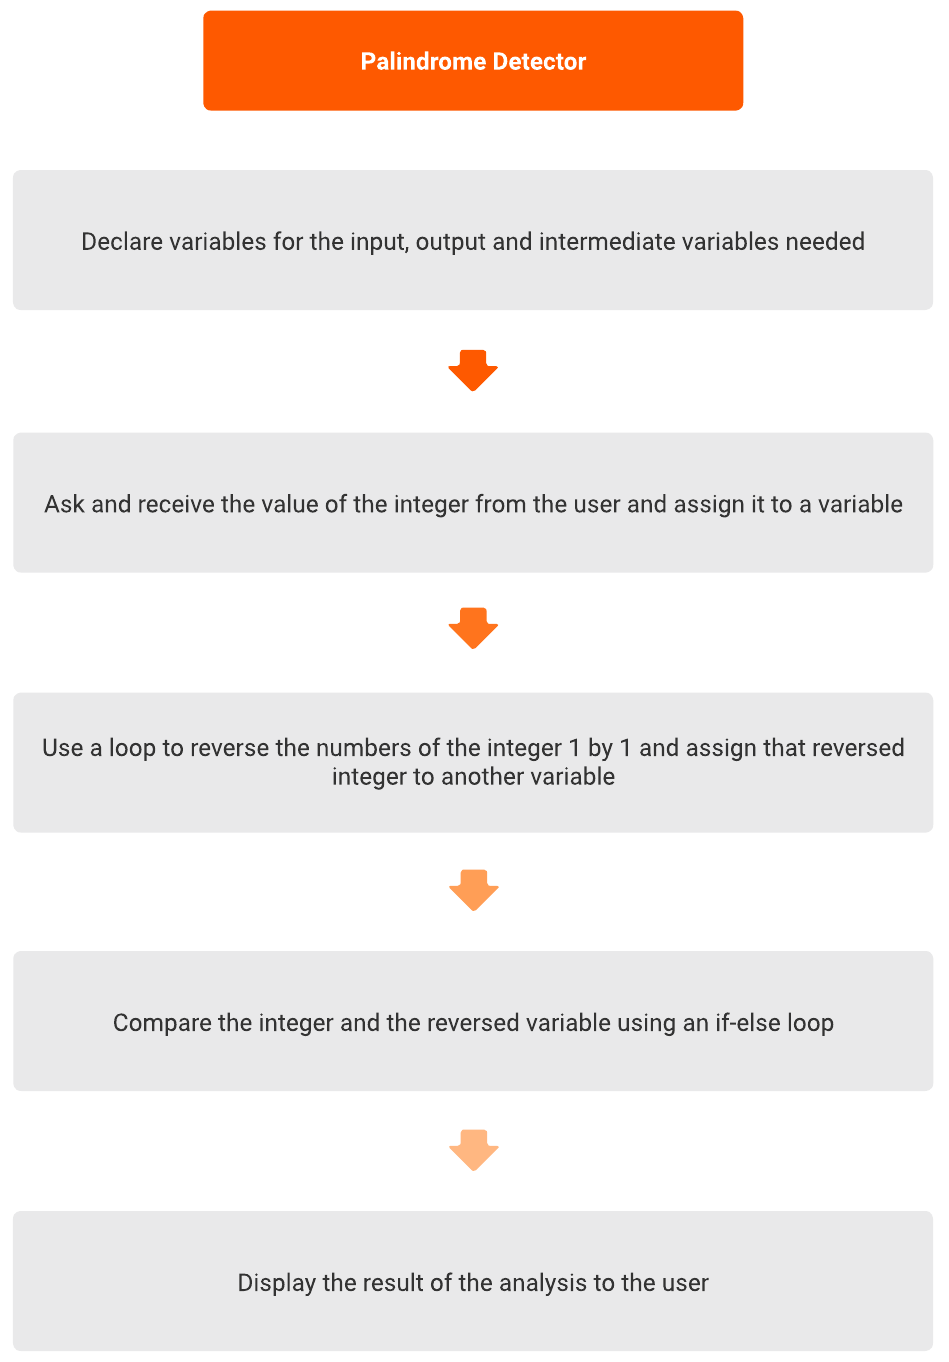 Palindrome Detector
Declare variables for the input, output and intermediate variables needed
Ask and receive the value of the integer from the user and assign it to a variable
Use a loop to reverse the numbers of the integer 1 by 1 and assign that reversed
integer to another variable
Compare the integer and the reversed variable using an if-else loop
Display the result of the analysis to the user